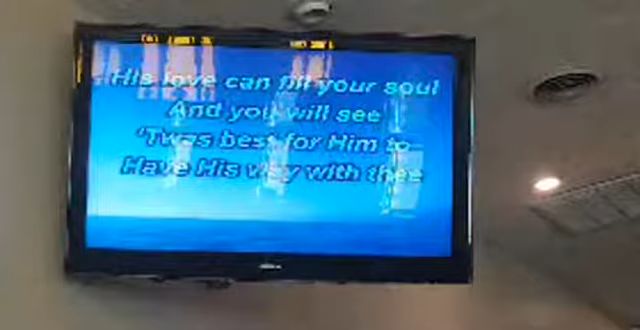 His love can fill your soul
And you will see
'Twas best for Him to
Have His way with thee